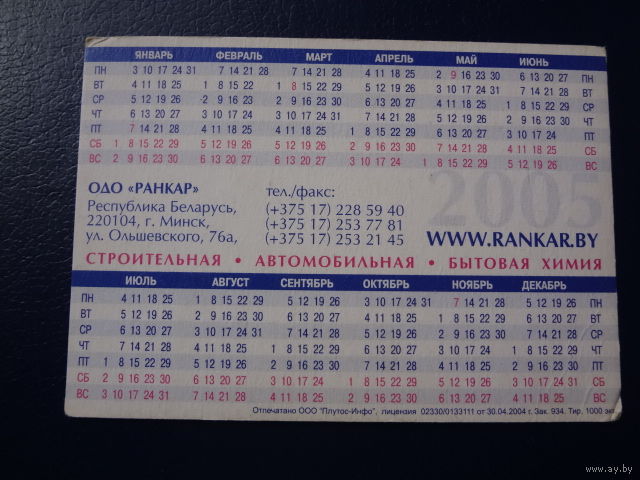 ЯНВАРЬ ФЕВРАЛЬ МАРТ АПРЕЛЬ МАЙ ИЮНЬ
ПН 3 10 17 24 31 7 14 21 28 7 14 21 28 4 11 18 25 2 9 16 23 30 6 13 20 27 ПН
ВТ 4 11 18 25 1 8 15 22 1 8 15 22 29 5 12 19 26 3 10 17 24 31 7 14 21 28 ВТ
СР 5 12 19 26 2 9 16 23 2 9 16 23 30 6 13 20 27 4 11 18 25 1 8 15 22 29 СР
ЧТ 6 13 20 27 3 10 17 24 3 10 17 24 31 7 14 21 28 5 12 19 26 2 9 16 23 30 ЧТ
ПТ 7 14 21 28 4 11 18 25 4 11 18 25 1 8 15 22 29 6 13 20 27 3 10 17 24 ПТ
СБ 1 8 15 22 29 5 12 19 26 5 12 19 26 2 9 16 23 30 7 14 21 28 4 11 18 25 СБ
ВС 2 9 16 23 30 6 13 20 27 6 13 20 27 3 10 17 24 1 8 15 22 29 5 12 19 26 ВС
2005
ОДО «РАНКАР»
Республика Беларусь,
220104, г. Минск,
ул. Ольшевского, 76а,
тел./факс:
(+375 17) 228 59 40
(+375 17) 253 77 81
(+375 17) 253 21 45
WWW.RANKAR.BY
СТРОИТЕЛЬНАЯ • АВТОМОБИЛЬНАЯ • БЫТОВАЯ ХИМИЯ
ИЮЛЬ АВГУСТ СЕНТЯБРЬ ОКТЯБРЬ НОЯБРЬ ДЕКАБРЬ
ПН 4 11 18 25 1 8 15 22 29 5 12 19 26 3 10 17 24 31 7 14 21 28 5 12 19 26 ПН
ВТ 5 12 19 26 2 9 16 23 30 6 13 20 27 4 11 18 25 1 8 15 22 29 6 13 20 27 ВТ
СР 6 13 20 27 3 10 17 24 31 7 14 21 28 5 12 19 26 2 9 16 23 30 7 14 21 28 СР
ЧТ 7 14 21 28 4 11 18 25 1 8 15 22 29 6 13 20 27 3 10 17 24 1 8 15 22 29 ЧТ
ПТ 1 8 15 22 29 5 12 19 26 2 9 16 23 30 7 14 21 28 4 11 18 25 2 9 16 23 30 ПТ
СБ 2 9 16 23 30 6 13 20 27 3 10 17 24 1 8 15 22 29 5 12 19 26 3 10 17 24 31 СБ
ВС 3 10 17 24 31 7 14 21 28 4 11 18 25 2 9 16 23 30 6 13 20 27 4 11 18 25 ВС
Отпечатано ООО "Плутос-Инфо", лицензия 02330/0133111 от 30.04.2004 г. Зак. 934. Тир. 1000 экз.
www.ay.by